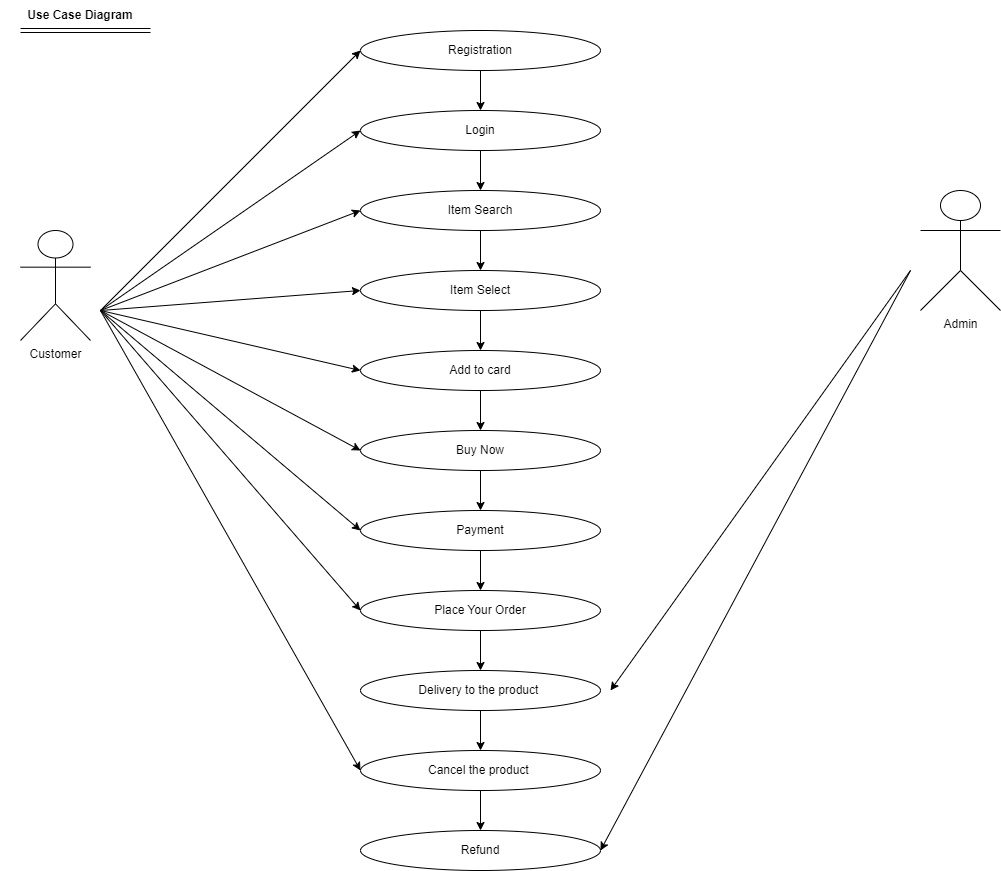 Use Case Diagram
Registration
Login
Item Search
Item Select
Add to card
Buy Now
Payment
Place Your Order
Delivery to the product
Cancel the product
Refund
Customer
Admin